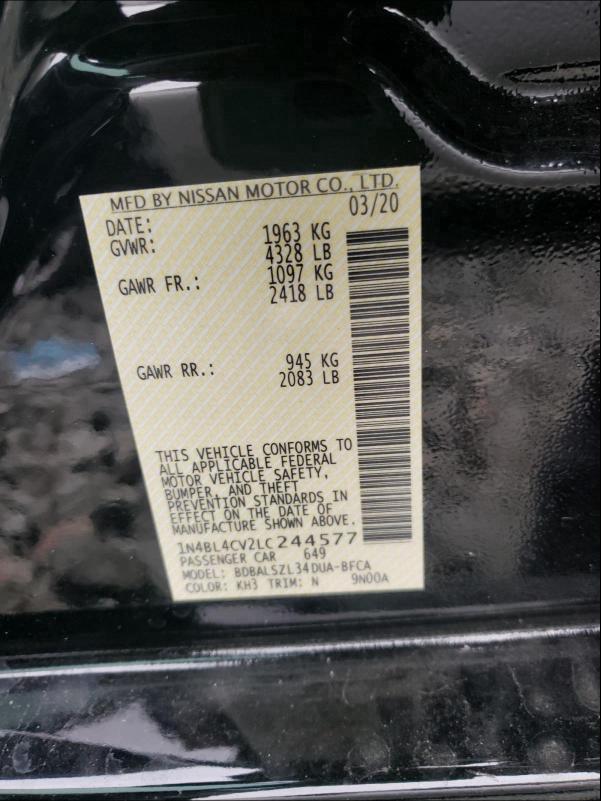 MFD BY NISSAN MOTOR CO., LTD.
DATE: 03/20
GVWR: 1963 KG
4328 LB
GAWR FR.: 1097 KG
2418 LB
GAWR RR.: 945 KG
2083 LB
THIS VEHICLE CONFORMS TO
ALL APPLICABLE FEDERAL
MOTOR VEHICLE SAFETY,
BUMPER, AND THEFT
PREVENTION STANDARDS IN
EFFECT ON THE DATE OF
MANUFACTURE SHOWN ABOVE.
1N4BL4CV2LC244577
PASSENGER CAR 649
MODEL: BDBALSZL34DUA-BFCA
COLOR: KH3 TRIM: N 9N00A